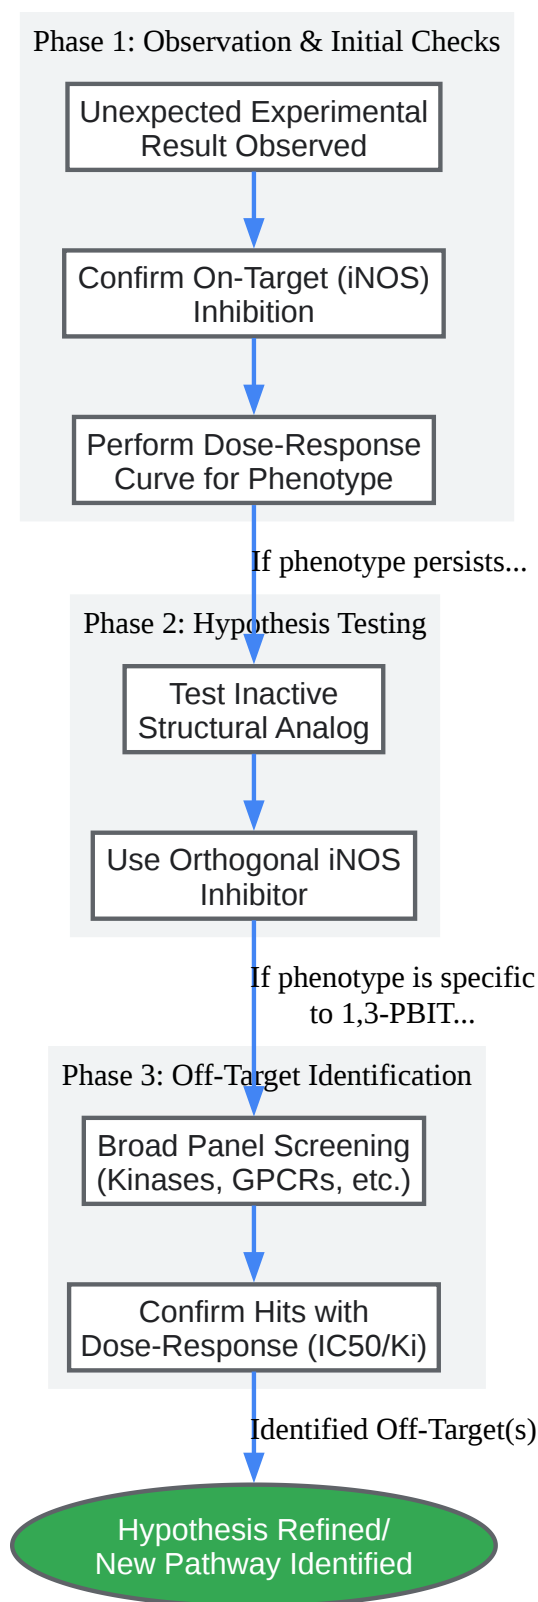 Phase 1: Observation & Initial Checks
Unexpected Experimental
Result Observed
Confirm On-Target (iNOS)
Inhibition
Perform Dose-Response
Curve for Phenotype
If phenotype persists...
Phase 2: Hypothesis Testing
Test Inactive
Structural Analog
Use Orthogonal iNOS
Inhibitor
If phenotype is specific
to 1,3-PBIT...
Phase 3: Off-Target Identification
Broad Panel Screening
(Kinases, GPCRs, etc.)
Confirm Hits with
Dose-Response (IC50/Ki)
Identified Off-Target(s)
Hypothesis Refined/
New Pathway Identified